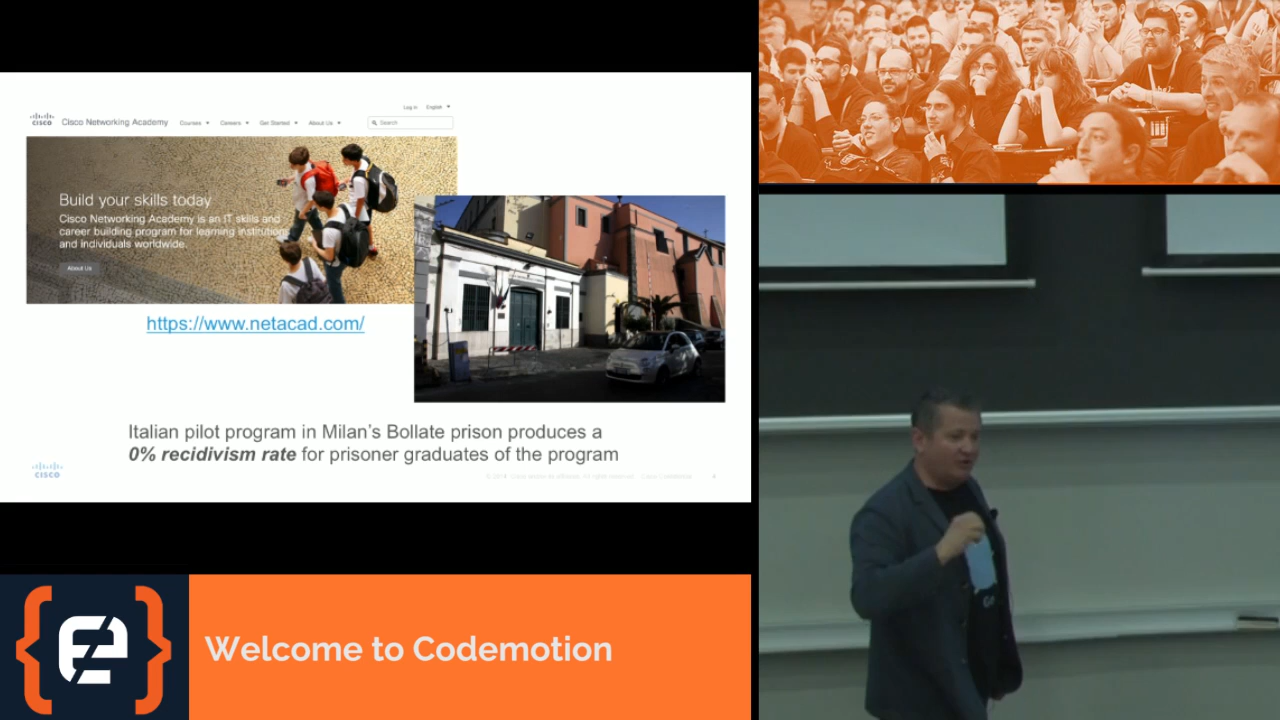 Log in English
CISCO
Cisco Networking Academy Courses Careers Get Started About Us Search
Build your skills today
Cisco Networking Academy is an IT skills and
career building program for learning institutions
and individuals worldwide.
About Us
https://www.netacad.com/
Italian pilot program in Milan's Bollate prison produces a
0% recidivism rate for prisoner graduates of the program
CISCO
Welcome to Codemotion